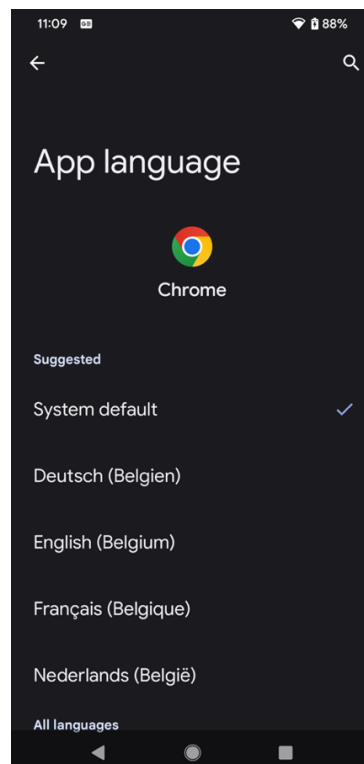 11:09
88%
App language
Chrome
Suggested
System default
Deutsch (Belgien)
English (Belgium)
Français (Belgique)
Nederlands (België)
All languages